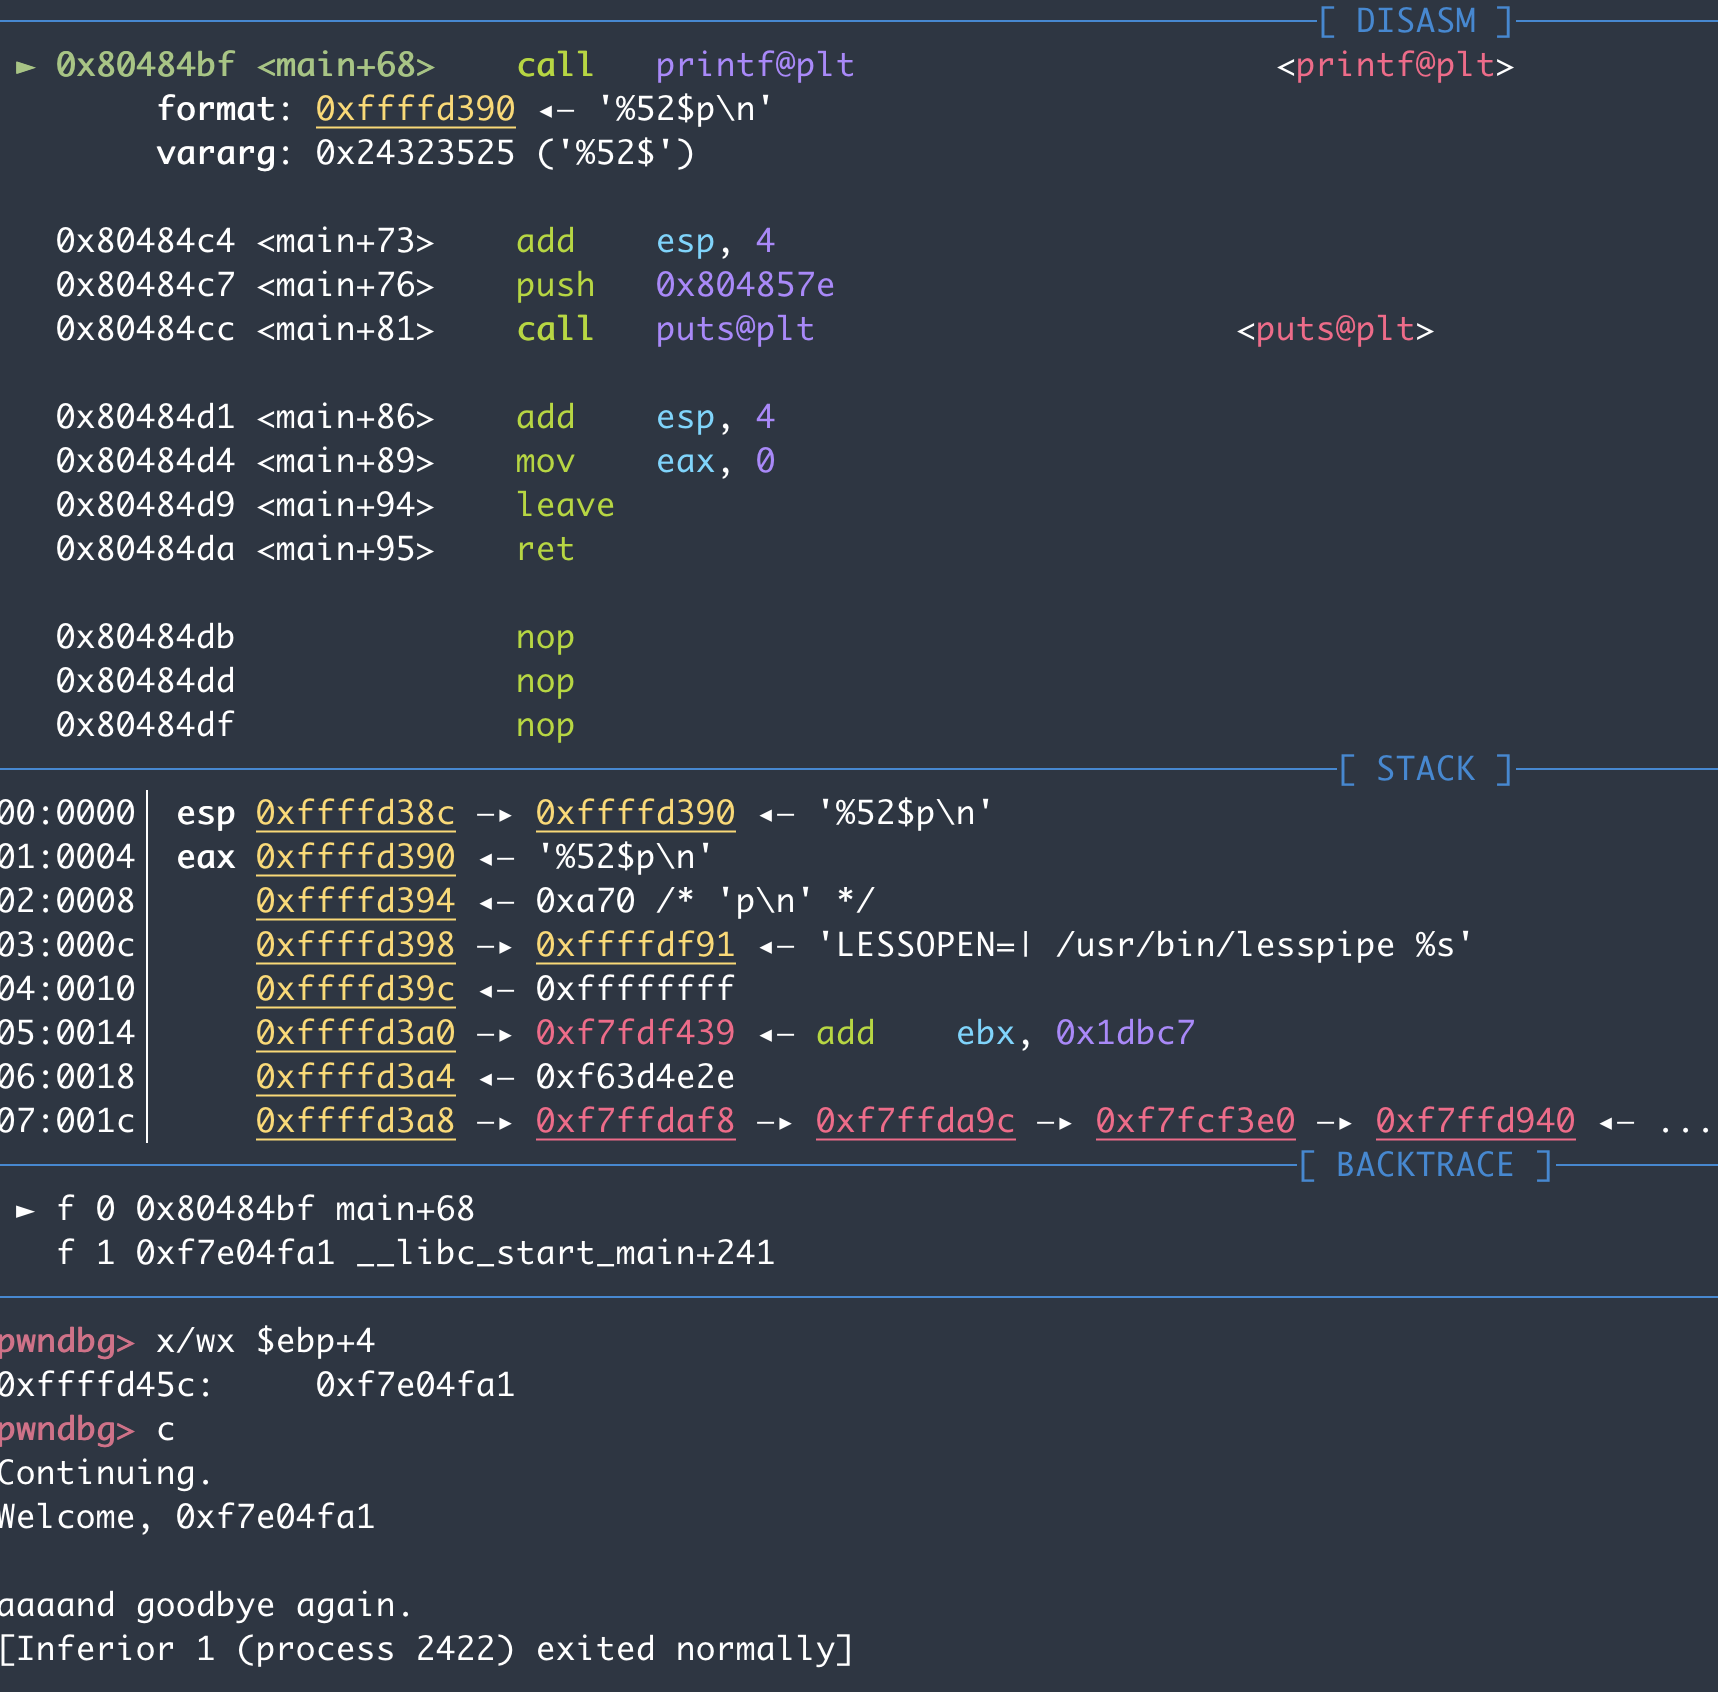 [ DISASM ]
► 0x80484bf <main+68>    call   printf@plt                     <printf@plt>
       format: 0xffffd390 ◂— '%52$p\n'
       vararg: 0x24323525 ('%52$')
  0x80484c4 <main+73>    add    esp, 4
  0x80484c7 <main+76>    push   0x804857e
  0x80484cc <main+81>    call   puts@plt                     <puts@plt>
  0x80484d1 <main+86>    add    esp, 4
  0x80484d4 <main+89>    mov    eax, 0
  0x80484d9 <main+94>    leave
  0x80484da <main+95>    ret
  0x80484db              nop
  0x80484dd              nop
  0x80484df              nop
[ STACK ]
00:0000│ esp 0xffffd38c —▸ 0xffffd390 ◂— '%52$p\n'
01:0004│ eax 0xffffd390 ◂— '%52$p\n'
02:0008│     0xffffd394 ◂— 0xa70 /* 'p\n' */
03:000c│     0xffffd398 —▸ 0xffffdf91 ◂— 'LESSOPEN=| /usr/bin/lesspipe %s'
04:0010│     0xffffd39c ◂— 0xffffffff
05:0014│     0xffffd3a0 —▸ 0xf7fdf439 ◂— add    ebx, 0x1dbc7
06:0018│     0xffffd3a4 ◂— 0xf63d4e2e
07:001c│     0xffffd3a8 —▸ 0xf7ffdaf8 —▸ 0xf7ffda9c —▸ 0xf7fcf3e0 —▸ 0xf7ffd940 ◂— ...
[ BACKTRACE ]
► f 0 0x80484bf main+68
  f 1 0xf7e04fa1 __libc_start_main+241
pwndbg> x/wx $ebp+4
0xffffd45c:     0xf7e04fa1
pwndbg> c
Continuing.
Welcome, 0xf7e04fa1
aaaand goodbye again.
[Inferior 1 (process 2422) exited normally]